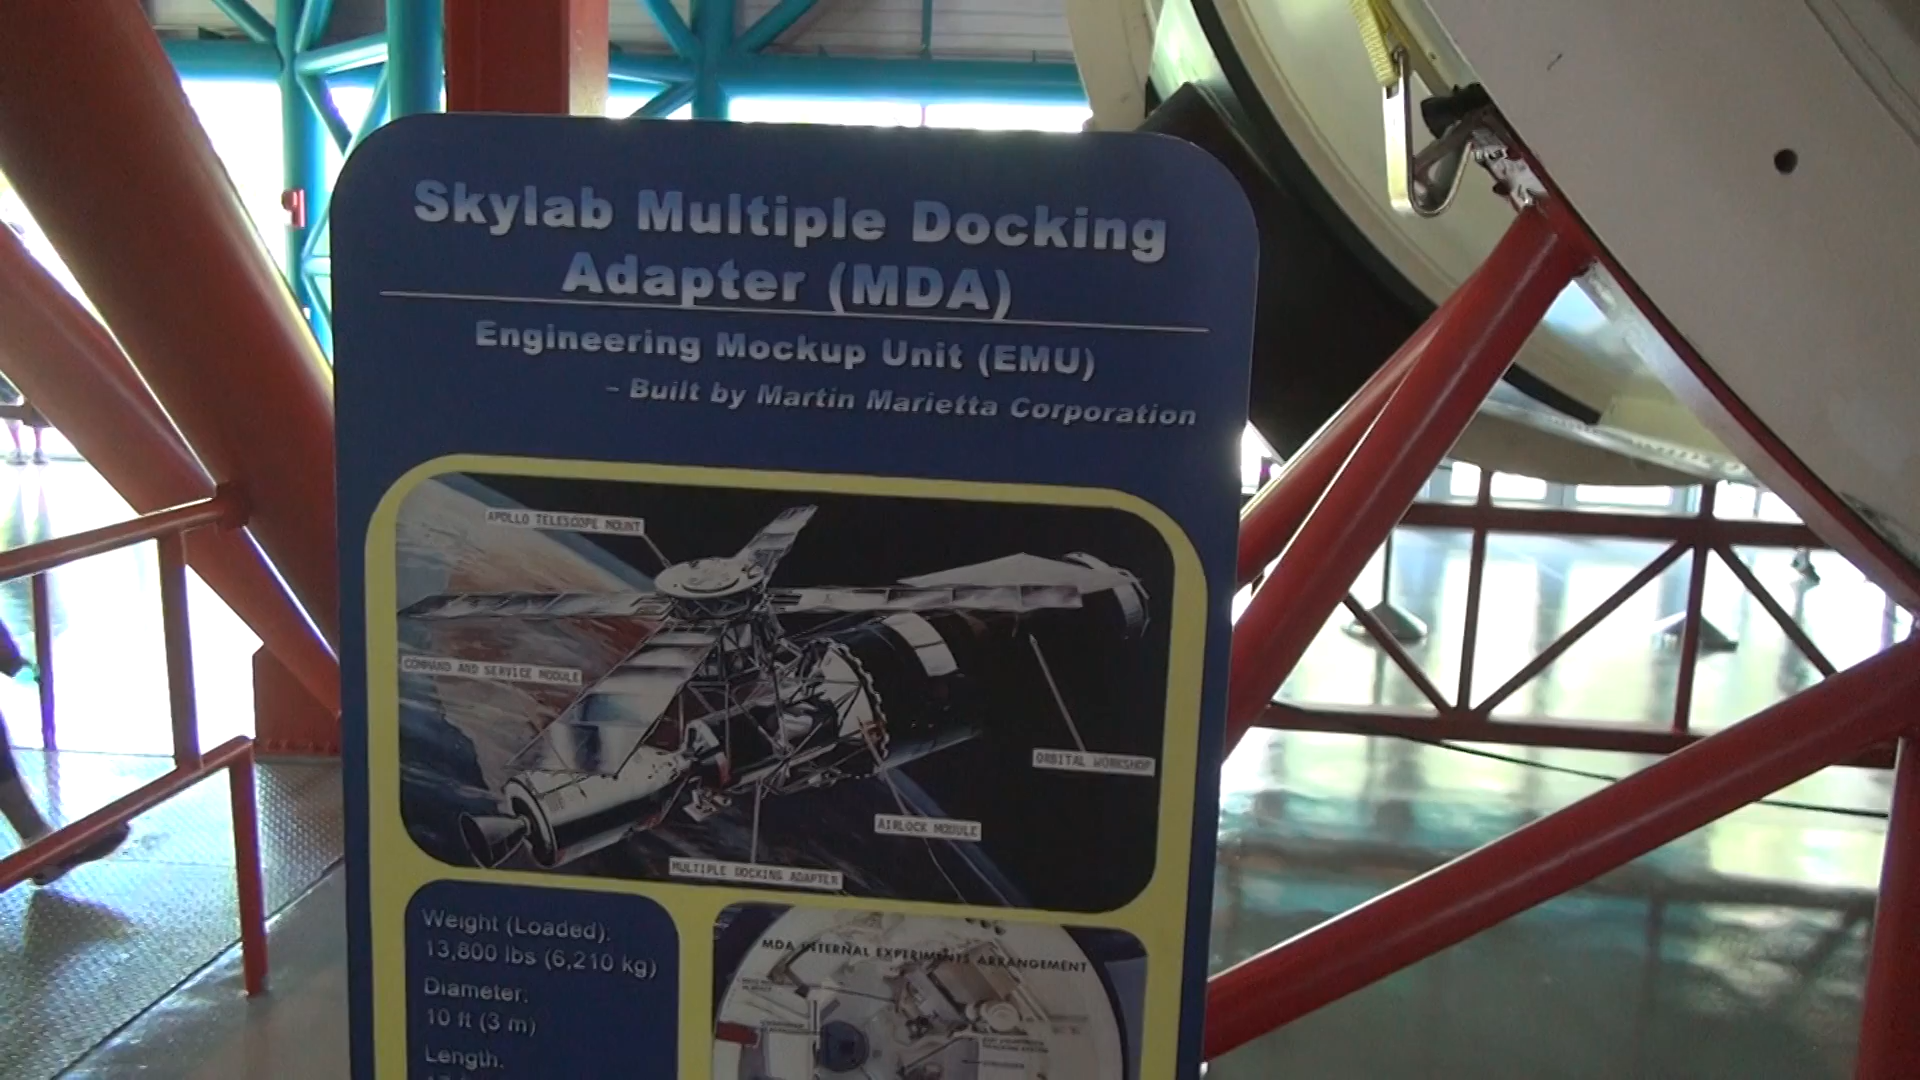 Skylab Multiple Docking
Adapter (MDA)
Engineering Mockup Unit (EMU)
– Built by Martin Marietta Corporation
APOLLO TELESCOPE MOUNT
COMMAND AND SERVICE MODULE
ORBITAL WORKSHOP
AIRLOCK MODULE
MULTIPLE DOCKING ADAPTER
Weight (Loaded):
13,800 lbs (6,210 kg)
Diameter:
10 ft (3 m)
Length:
MDA INTERNAL EXPERIMENTS ARRANGEMENT